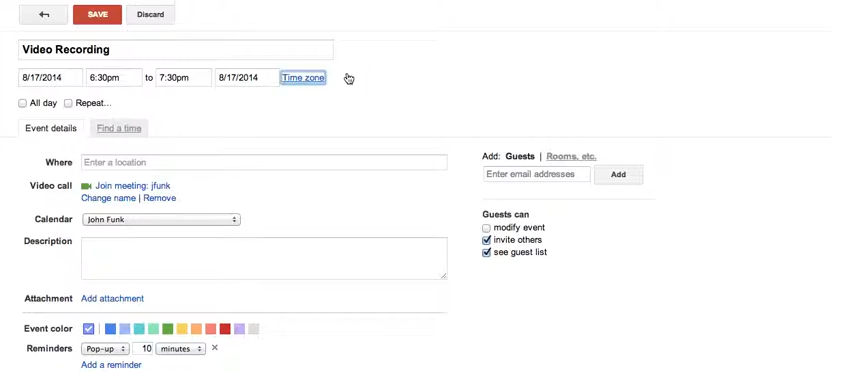 SAVE Discard
Video Recording
8/17/2014 6:30pm to 7:30pm 8/17/2014 Time zone
All day Repeat...
Event details Find a time
Where Enter a location
Video call Join meeting: jfunk
Change name | Remove
Calendar John Funk
Description
Attachment Add attachment
Event color
Reminders Pop-up 10 minutes ×
Add a reminder
Add: Guests | Rooms, etc.
Enter email addresses Add
Guests can
modify event
invite others
see guest list